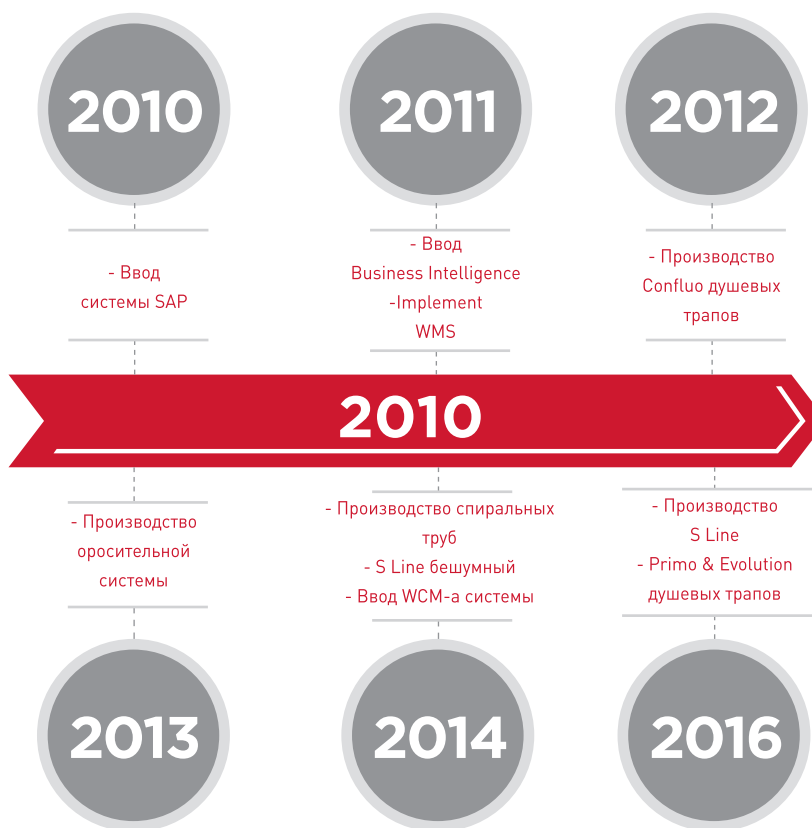 2010
2011
2012
- Ввод
системы SAP
- Ввод
Business Intelligence
-Implement
WMS
- Производство
Confluo душевых
трапов
2010
- Производство
оросительной
системы
- Производство спиральных
труб
- S Line бешумный
- Ввод WCM-а системы
- Производство
S Line
- Primo & Evolution
душевых трапов
2013
2014
2016